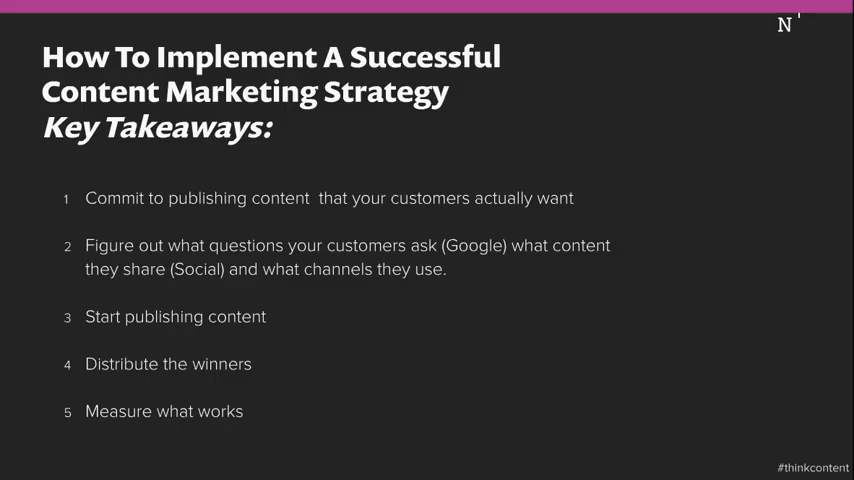 N
How To Implement A Successful
Content Marketing Strategy
Key Takeaways:
1 Commit to publishing content  that your customers actually want
2 Figure out what questions your customers ask (Google) what content
they share (Social) and what channels they use.
3 Start publishing content
4 Distribute the winners
5 Measure what works
#thinkcontent